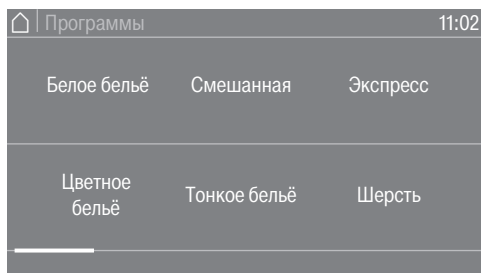 Программы 11:02
Белое бельё Смешанная Экспресс
Цветное
бельё Тонкое бельё Шерсть